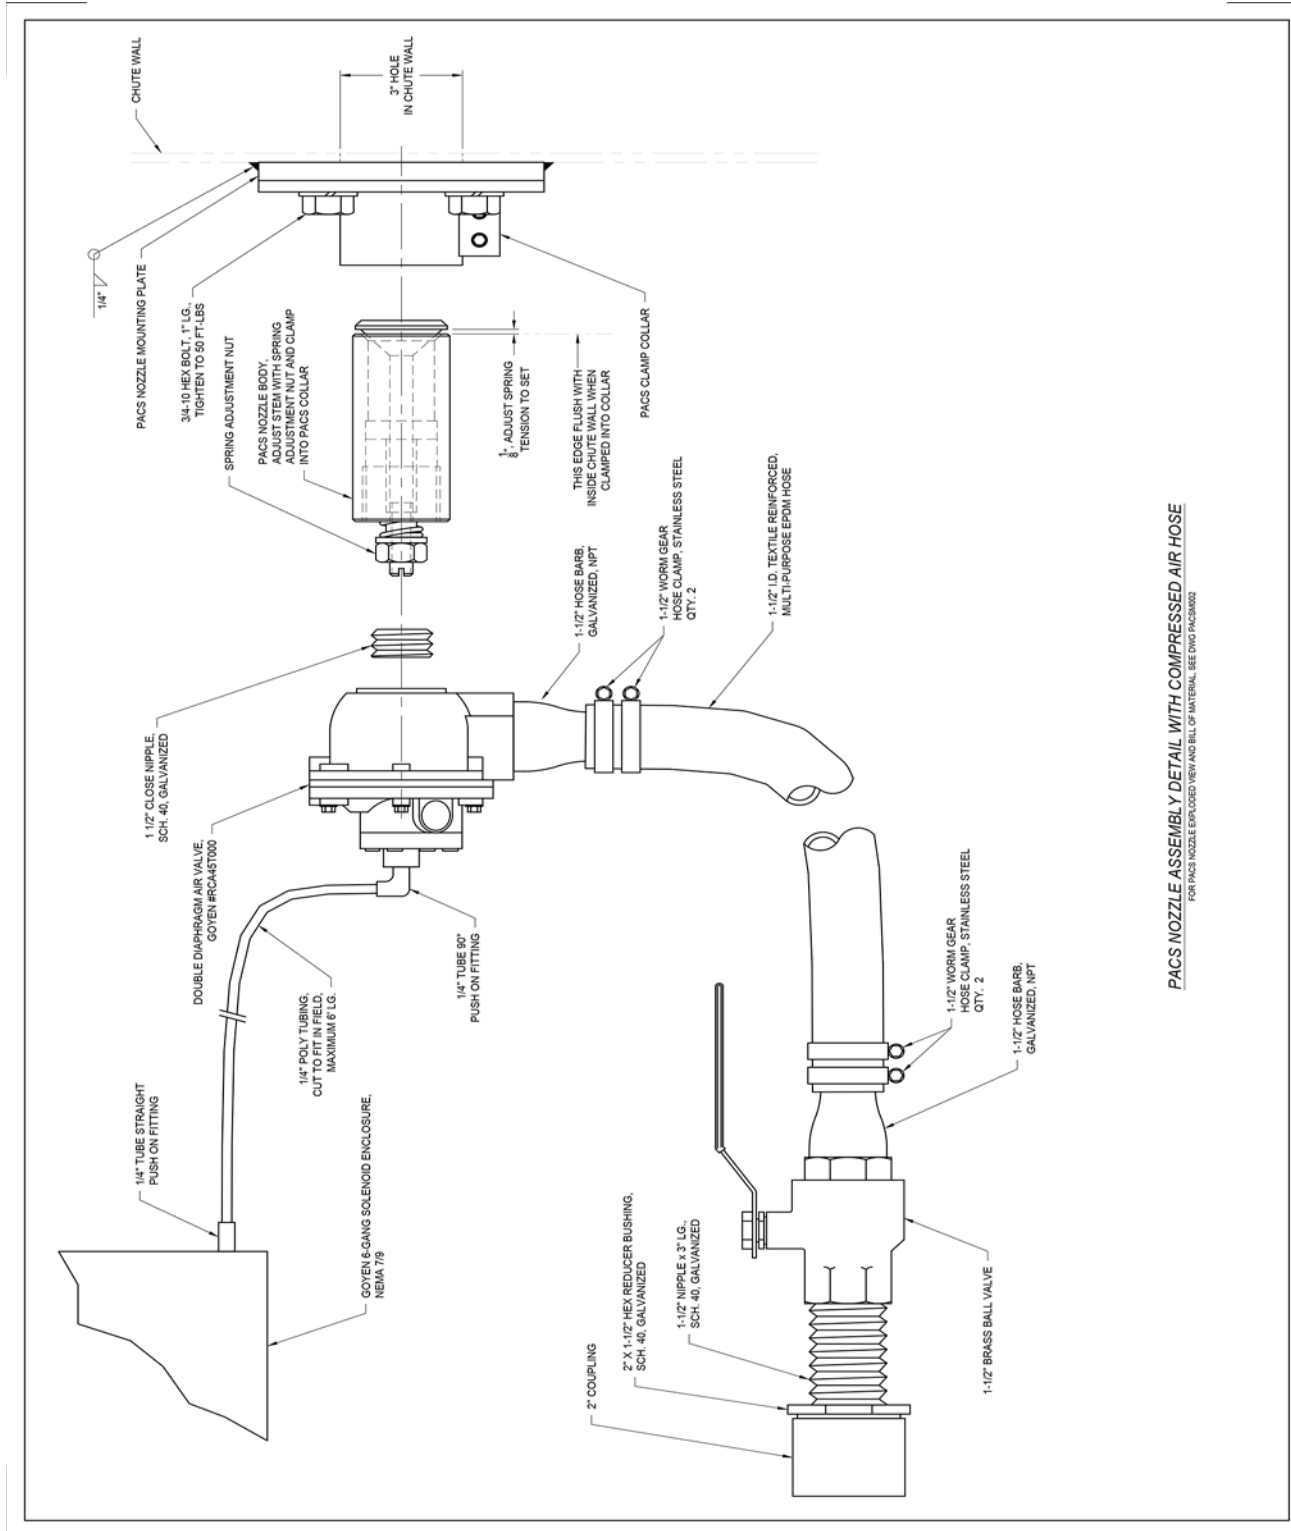 CHUTE WALL
3" HOLE
IN CHUTE WALL
1/4"
PACS NOZZLE MOUNTING PLATE
3/4-10 HEX BOLT, 1" LG.,
TIGHTEN TO 50 FT-LBS
SPRING ADJUSTMENT NUT
PACS NOZZLE BODY,
ADJUST STEM WITH SPRING
ADJUSTMENT NUT AND CLAMP
INTO PACS COLLAR
1"
8 , ADJUST SPRING
TENSION TO SET
THIS EDGE FLUSH WITH
INSIDE CHUTE WALL WHEN
CLAMPED INTO COLLAR
PACS CLAMP COLLAR
1 1/2" CLOSE NIPPLE,
SCH. 40, GALVANIZED
DOUBLE DIAPHRAGM AIR VALVE,
GOYEN #RCA45T000
1-1/2" HOSE BARB,
GALVANIZED, NPT
1-1/2" WORM GEAR
HOSE CLAMP, STAINLESS STEEL
QTY. 2
1-1/2" I.D. TEXTILE REINFORCED,
MULTI-PURPOSE EPDM HOSE
1/4" TUBE 90°
PUSH ON FITTING
1/4" POLY TUBING,
CUT TO FIT IN FIELD,
MAXIMUM 6' LG.
1/4" TUBE STRAIGHT
PUSH ON FITTING
GOYEN 6-GANG SOLENOID ENCLOSURE,
NEMA 7/9
1-1/2" WORM GEAR
HOSE CLAMP, STAINLESS STEEL
QTY. 2
1-1/2" HOSE BARB,
GALVANIZED, NPT
1-1/2" BRASS BALL VALVE
1-1/2" NIPPLE x 3" LG.,
SCH. 40, GALVANIZED
2" X 1-1/2" HEX REDUCER BUSHING,
SCH. 40, GALVANIZED
2" COUPLING
PACS NOZZLE ASSEMBLY DETAIL WITH COMPRESSED AIR HOSE
FOR PACS NOZZLE EXPLODED VIEW AND BILL OF MATERIAL, SEE DWG PACSM002